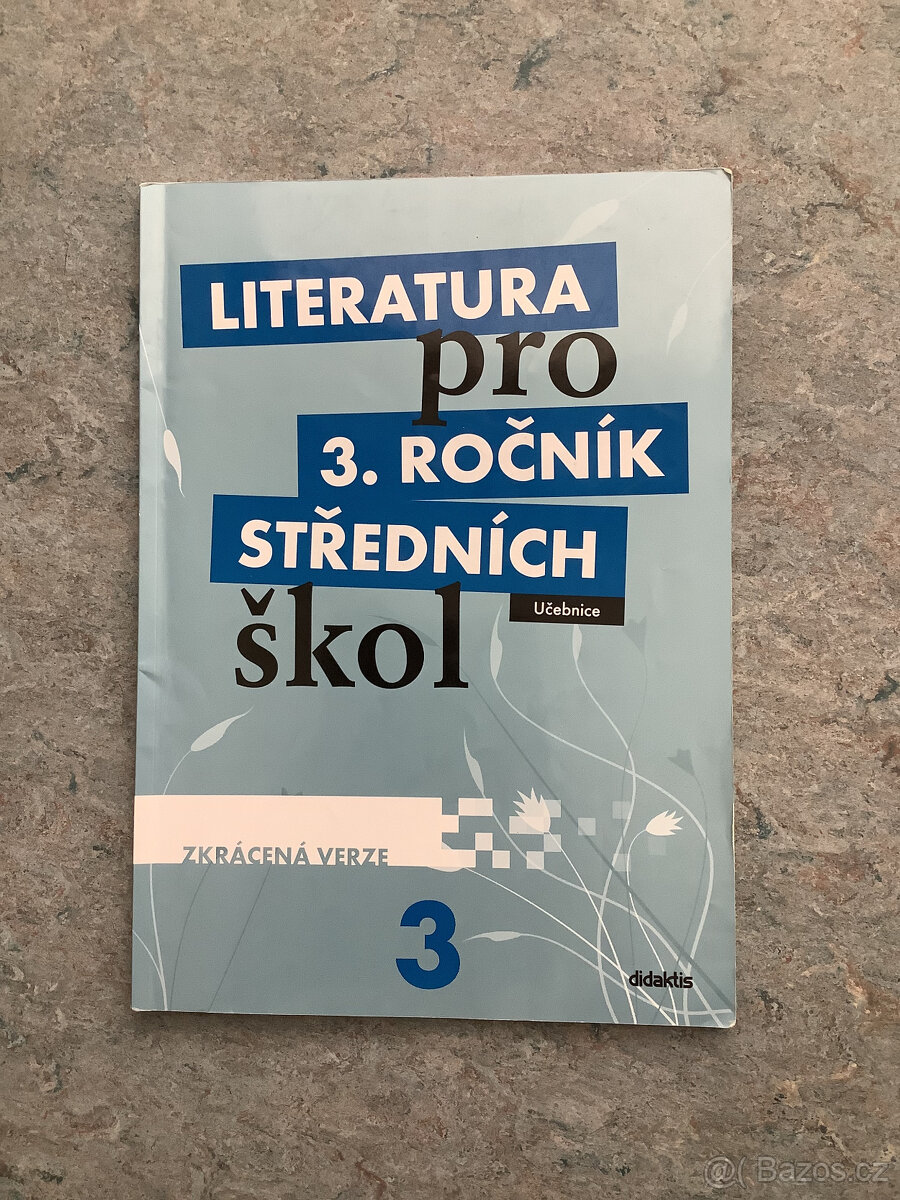 LITERATURA
pro
3. ROČNÍK
STŘEDNÍCH
Učebnice
škol
ZKRÁCENÁ VERZE
3
didaktis
@( Bazos.cz